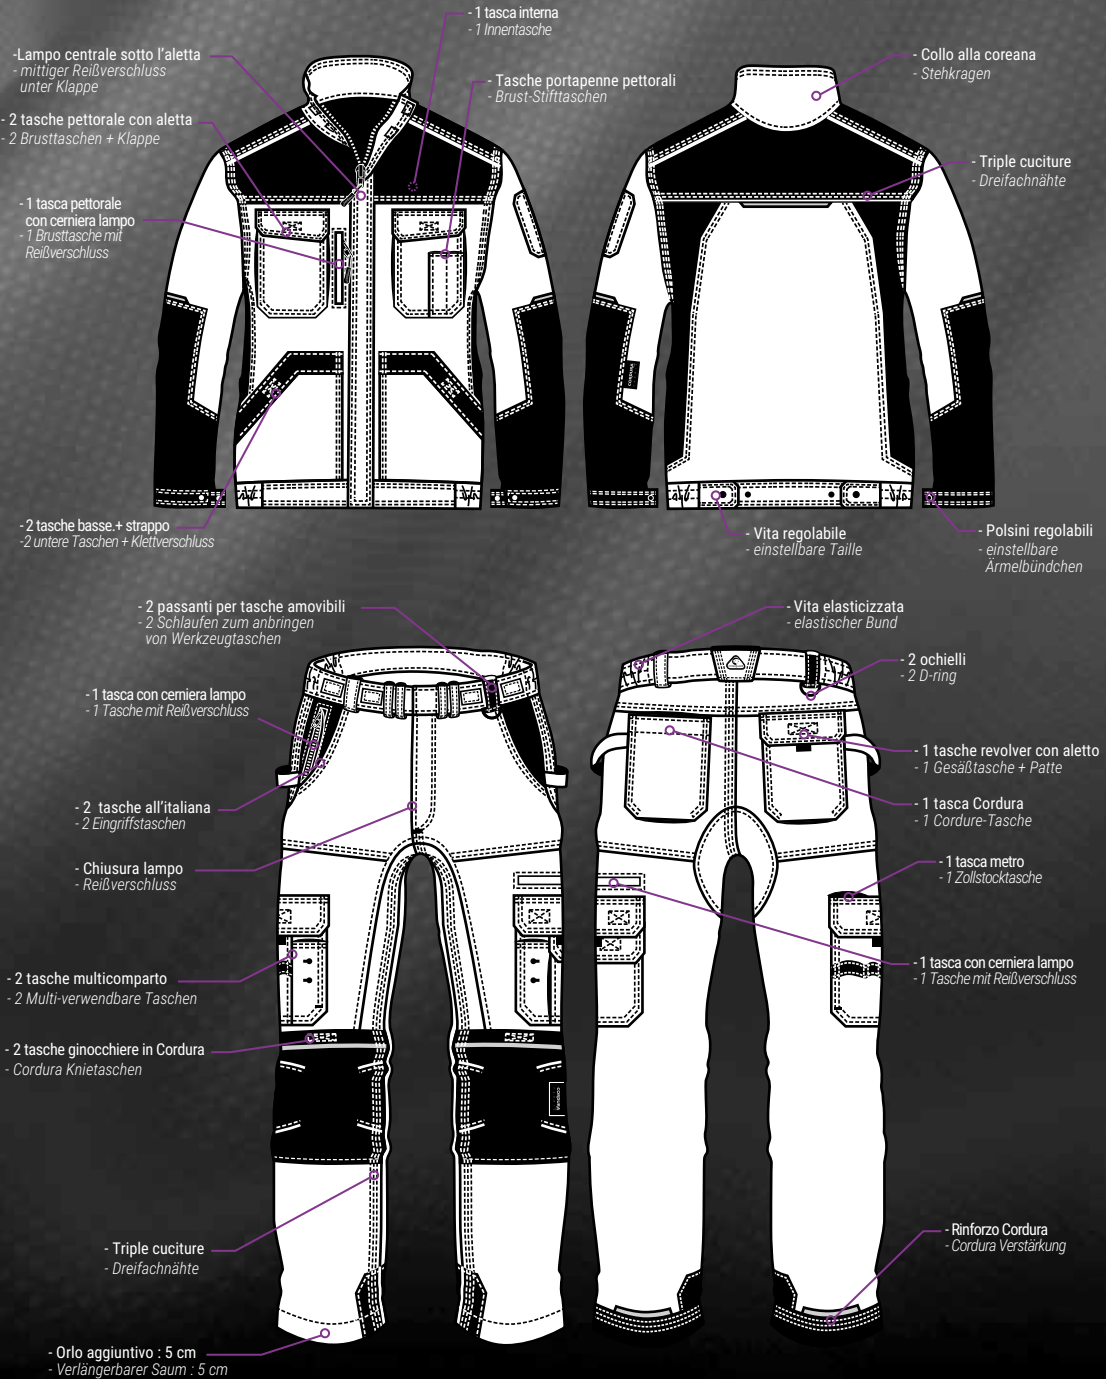 - 1 tasca interna
- 1 Innentasche
-Lampo centrale sotto l'aletta
- mittiger Reißverschluss
unter Klappe
- Tasche portapenne pettorali
- Brust-Stifttaschen
- Collo alla coreana
- Stehkragen
- 2 tasche pettorale con aletta
- 2 Brusttaschen + Klappe
- Triple cuciture
- Dreifachnähte
- 1 tasca pettorale
con cerniera lampo
- 1 Brusttasche mit
Reißverschluss
- 2 tasche basse.+ strappo
-2 untere Taschen + Klettverschluss
- Vita regolabile
- einstellbare Taille
- Polsini regolabili
- einstellbare
Ärmelbündchen
- 2 passanti per tasche amovibili
- 2 Schlaufen zum anbringen
von Werkzeugtaschen
- Vita elasticizzata
- elastischer Bund
- 2 ochielli
- 2 D-ring
- 1 tasca con cerniera lampo
- 1 Tasche mit Reißverschluss
- 1 tasche revolver con aletto
- 1 Gesäßtasche + Patte
- 2 tasche all'italiana
- 2 Eingriffstaschen
- 1 tasca Cordura
- 1 Cordure-Tasche
- Chiusura lampo
- Reißverschluss
- 1 tasca metro
- 1 Zollstocktasche
- 2 tasche multicomparto
- 2 Multi-verwendbare Taschen
- 1 tasca con cerniera lampo
- 1 Tasche mit Reißverschluss
- 2 tasche ginocchiere in Cordura
- Cordura Knietaschen
- Triple cuciture
- Dreifachnähte
- Rinforzo Cordura
- Cordura Verstärkung
- Orlo aggiuntivo : 5 cm
- Verlängerbarer Saum : 5 cm